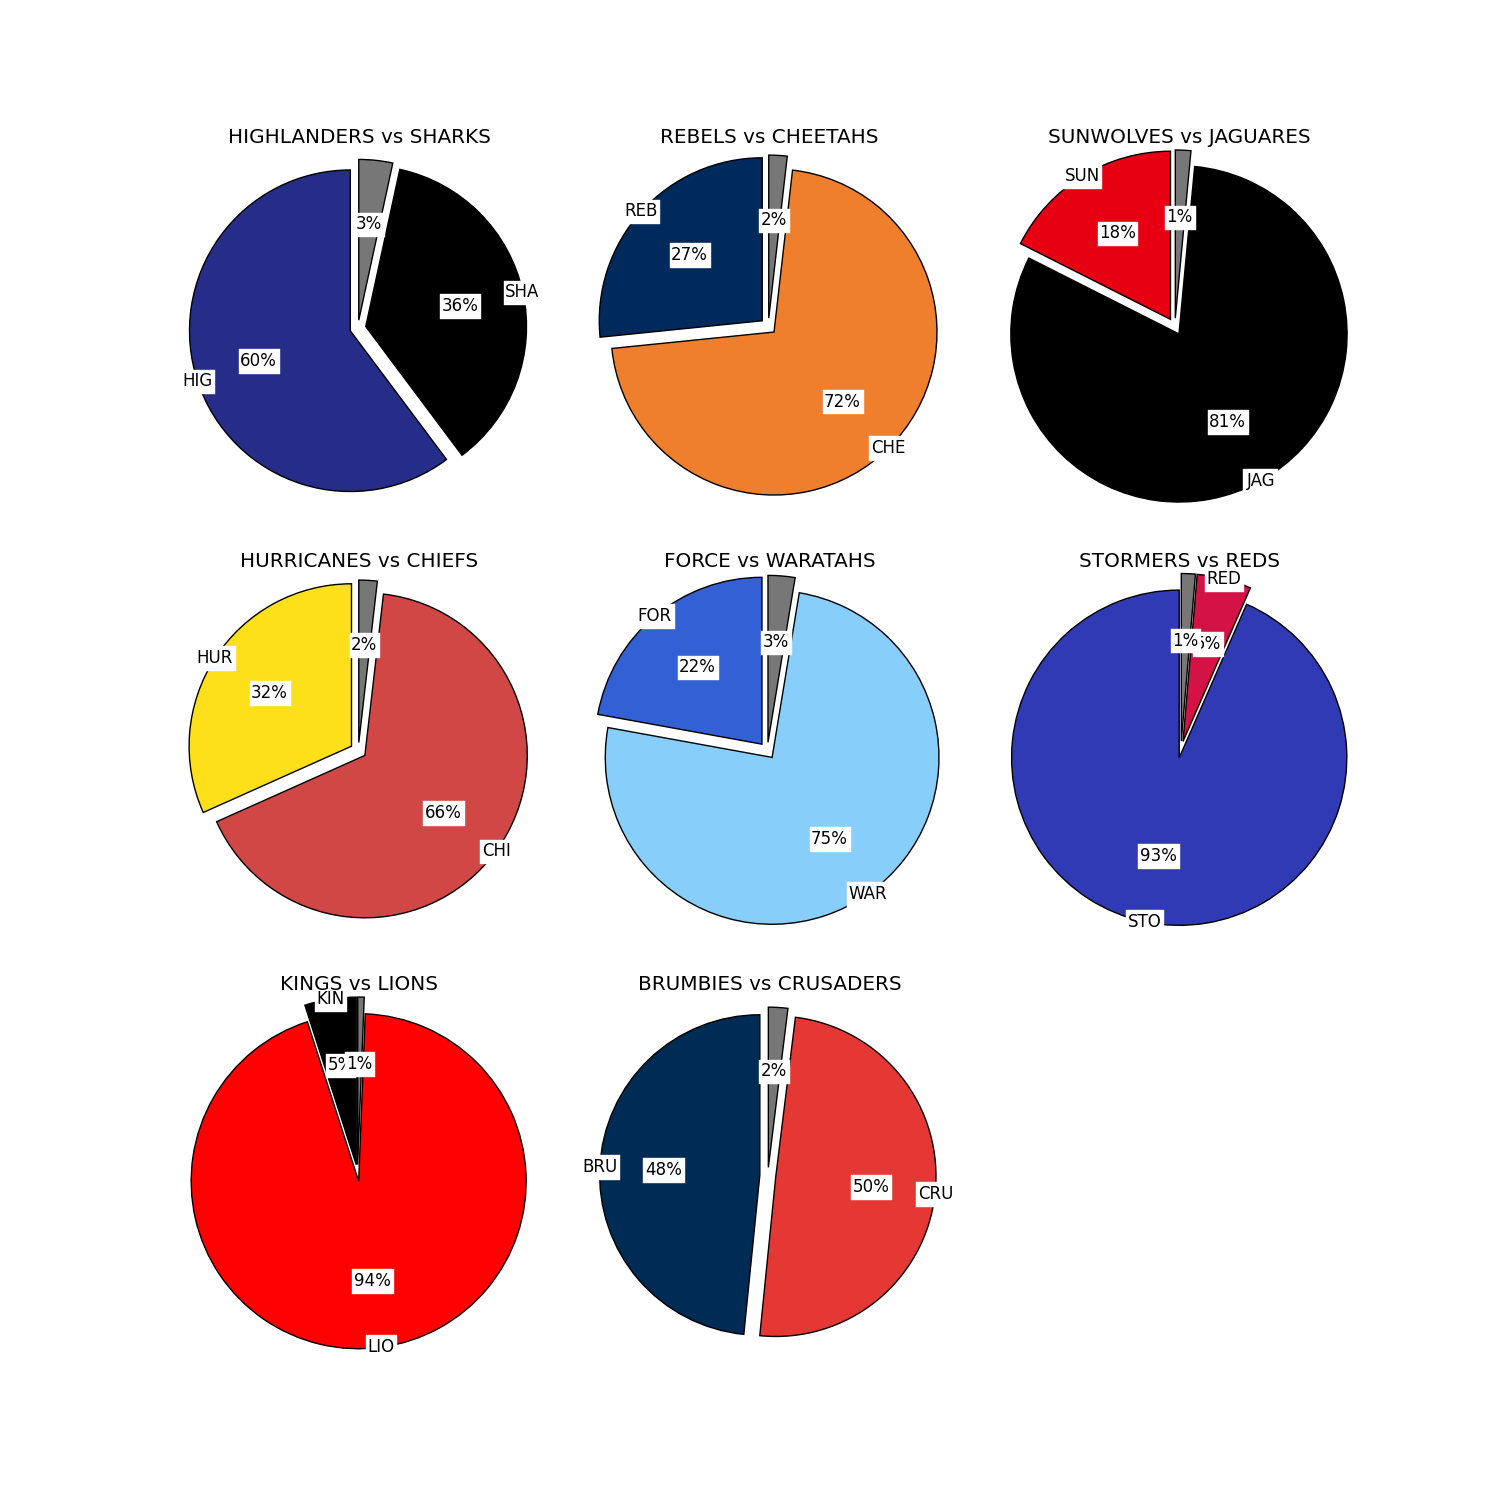 HIGHLANDERS vs SHARKS
3%
SHA
36%
60%
HIG
REBELS vs CHEETAHS
REB
2%
27%
72%
CHE
SUNWOLVES vs JAGUARES
SUN
1%
18%
81%
JAG
HURRICANES vs CHIEFS
2%
HUR
32%
66%
CHI
FORCE vs WARATAHS
FOR
3%
22%
75%
WAR
STORMERS vs REDS
RED
1%
93%
STO
KINGS vs LIONS
KIN
1%
94%
LIO
BRUMBIES vs CRUSADERS
2%
BRU
48%
50%
CRU